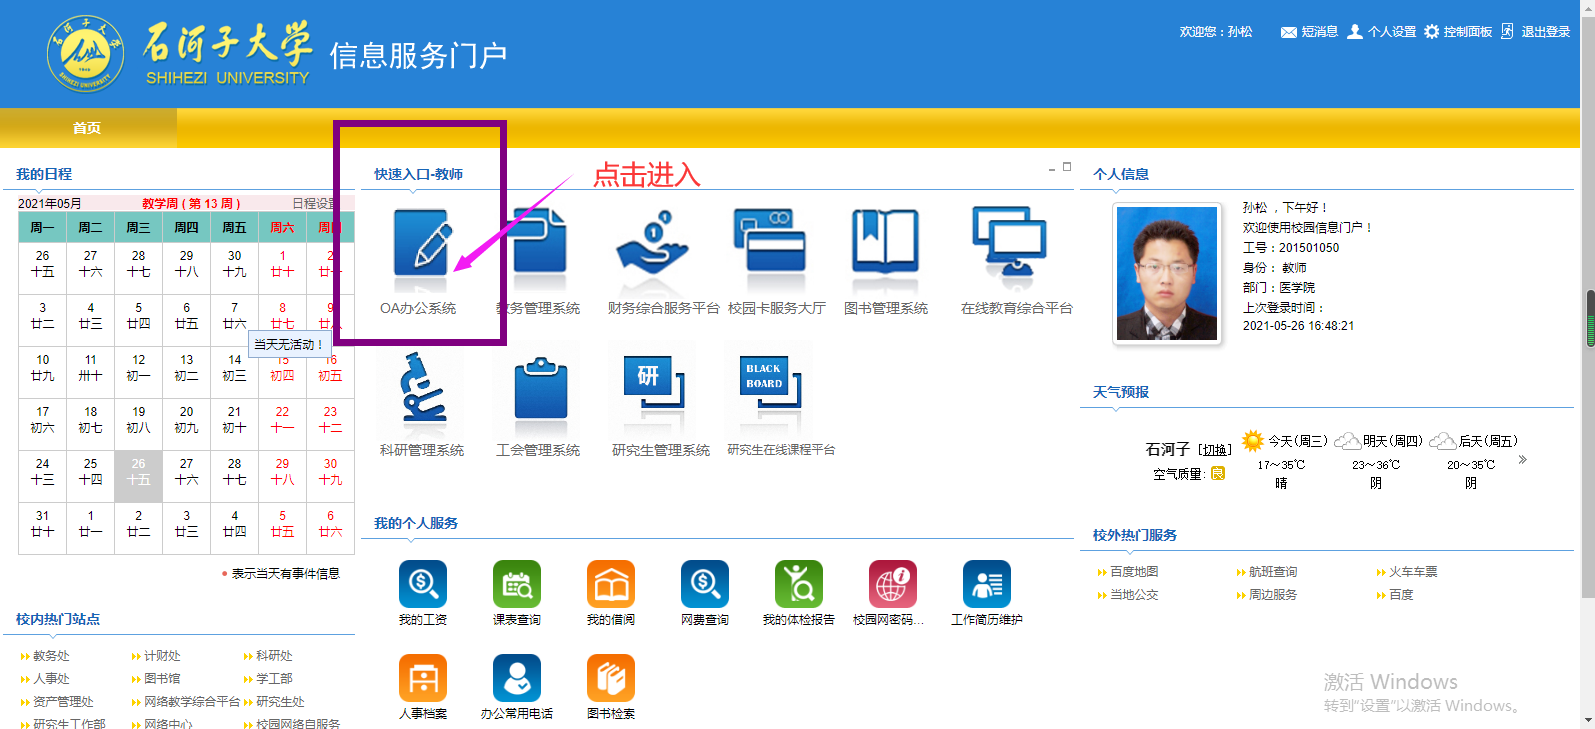 石河子大学
SHIHEZI UNIVERSITY
信息服务门户
欢迎您：孙松 短消息 个人设置 控制面板 退出登录
首页
我的日程
2021年05月 教学周 ( 第 13 周 ) 日程设置
周一 周二 周三 周四 周五 周六
26 27 28 29 30 1 2
十五 十六 十七 十八 十九 二十 廿一
3 4 5 6 7 8 9
廿二 廿三 廿四 廿五 廿六 廿七 廿八
当天无活动！
10 11 12 13 14 15 16
廿九 卅十 初一 初二 初三 初四 初五
17 18 19 20 21 22 23
初六 初七 初八 初九 初十 十一 十二
24 25 26 27 28 29 30
十三 十四 十五 十六 十七 十八 十九
31 1 2 3 4 5 6
廿十 廿一 廿二 廿三 廿四 廿五 廿六
表示当天有事件信息
校内热门站点
教务处 计财处 科研处
人事处 图书馆 学工部
资产管理处 网络教学综合平台 研究生处
研究生工作部 网络中心 校园网络自服务
快速入口-教师
点击进入
OA办公系统 教务管理系统 财务综合服务平台 校园卡服务大厅 图书管理系统 在线教育综合平台
研
BLACK
BOARD
科研管理系统 工会管理系统 研究生管理系统 研究生在线课程平台
我的个人服务
我的工资 课表查询 我的借阅 网费查询 我的体检报告 校园网密码... 工作简历维护
人事档案 办公常用电话 图书检索
个人信息
孙松 ，下午好！
欢迎使用校园信息门户！
工号：201501050
身份： 教师
部门：医学院
上次登录时间：
2021-05-26 16:48:21
天气预报
石河子 [切换]
空气质量: 良
今天(周三) 明天(周四) 后天(周五)
17～35℃ 23～36℃ 20～35℃
晴 阴 阴
校外热门服务
百度地图 航班查询 火车车票
当地公交 周边服务 百度
激活 Windows
转到“设置”以激活 Windows。